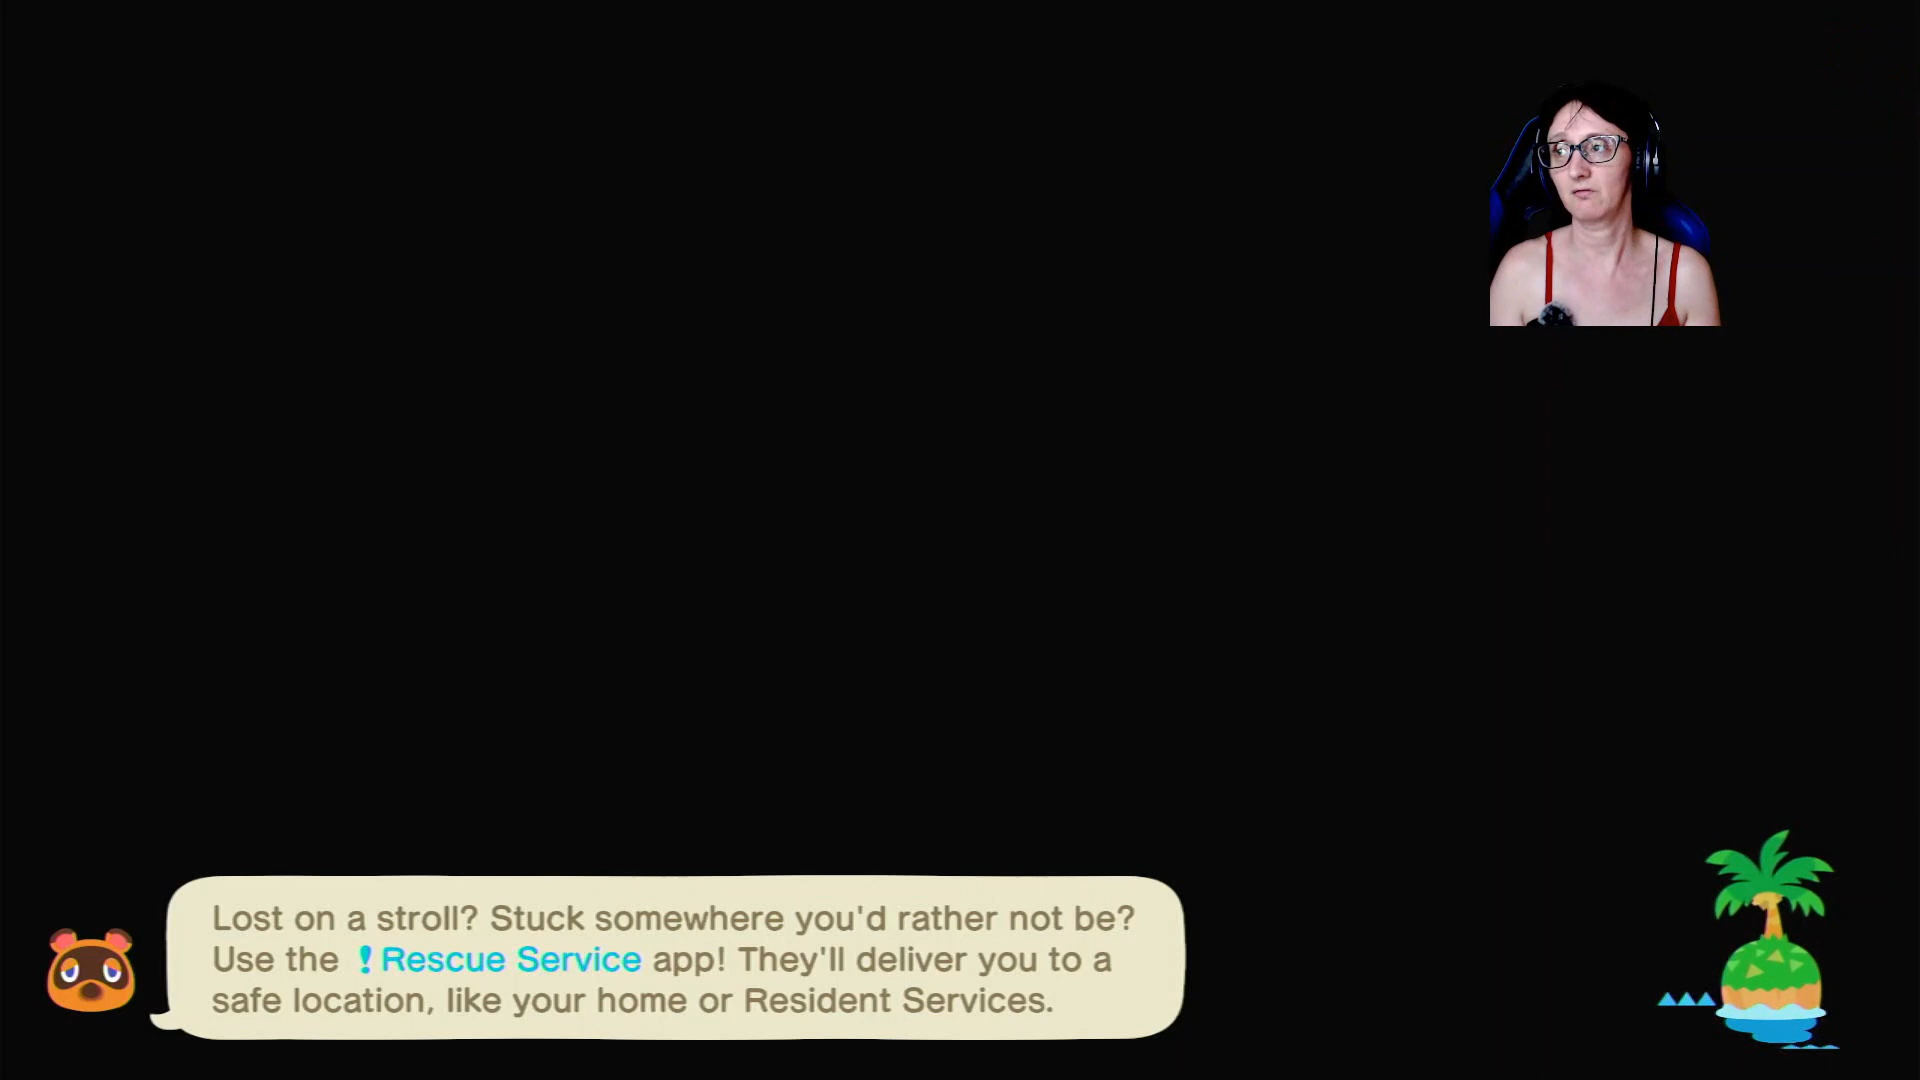 Lost on a stroll? Stuck somewhere you'd rather not be?
Use the ! Rescue Service app! They'll deliver you to a
safe location, like your home or Resident Services.